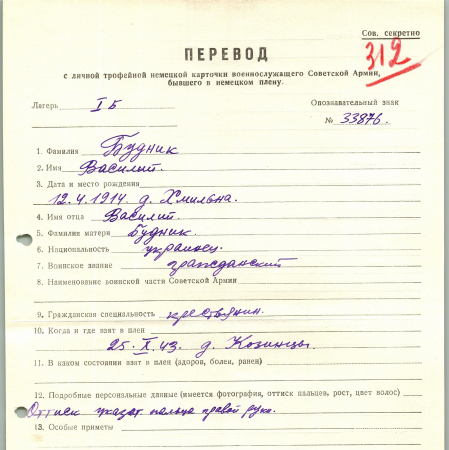 Сов. секретно
312
ПЕРЕВОД
с личной трофейной немецкой карточки военнослужащего Советской Армии,
бывшего в немецком плену.
Лагерь I Б
Опознавательный знак
№ 33876.
1. Фамилия Будник
2. Имя Василий.
3. Дата и место рождения
12.4.1914. д. Хмильна.
4. Имя отца Василий.
5. Фамилия матери Будник.
6. Национальность украинец.
7. Воинское звание гражданский
8. Наименование воинской части Советской Армии
9. Гражданская специальность крестьянин.
10. Когда и где взят в плен
25.X.43. д. Козинцы.
11. В каком состоянии взят в плен (здоров, болен, ранен)
12. Подробные персональные данные (имеется фотография, оттиск пальцев, рост, цвет волос)
Оттиск указат. пальца правой руки.
13. Особые приметы